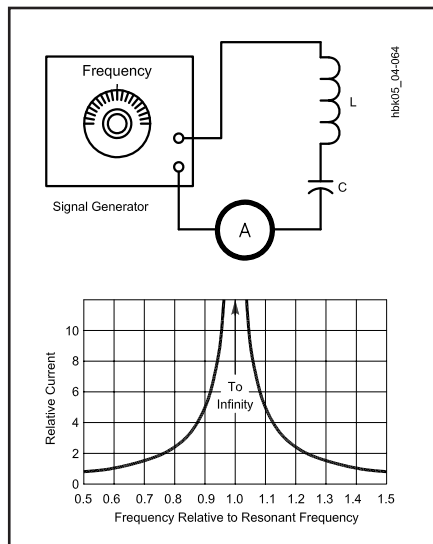 Frequency
Signal Generator
L
C
A
hbk05_04-064
Relative Current
10
8
6
4
2
0
To
Infinity
0.5 0.6 0.7 0.8 0.9 1.0 1.1 1.2 1.3 1.4 1.5
Frequency Relative to Resonant Frequency